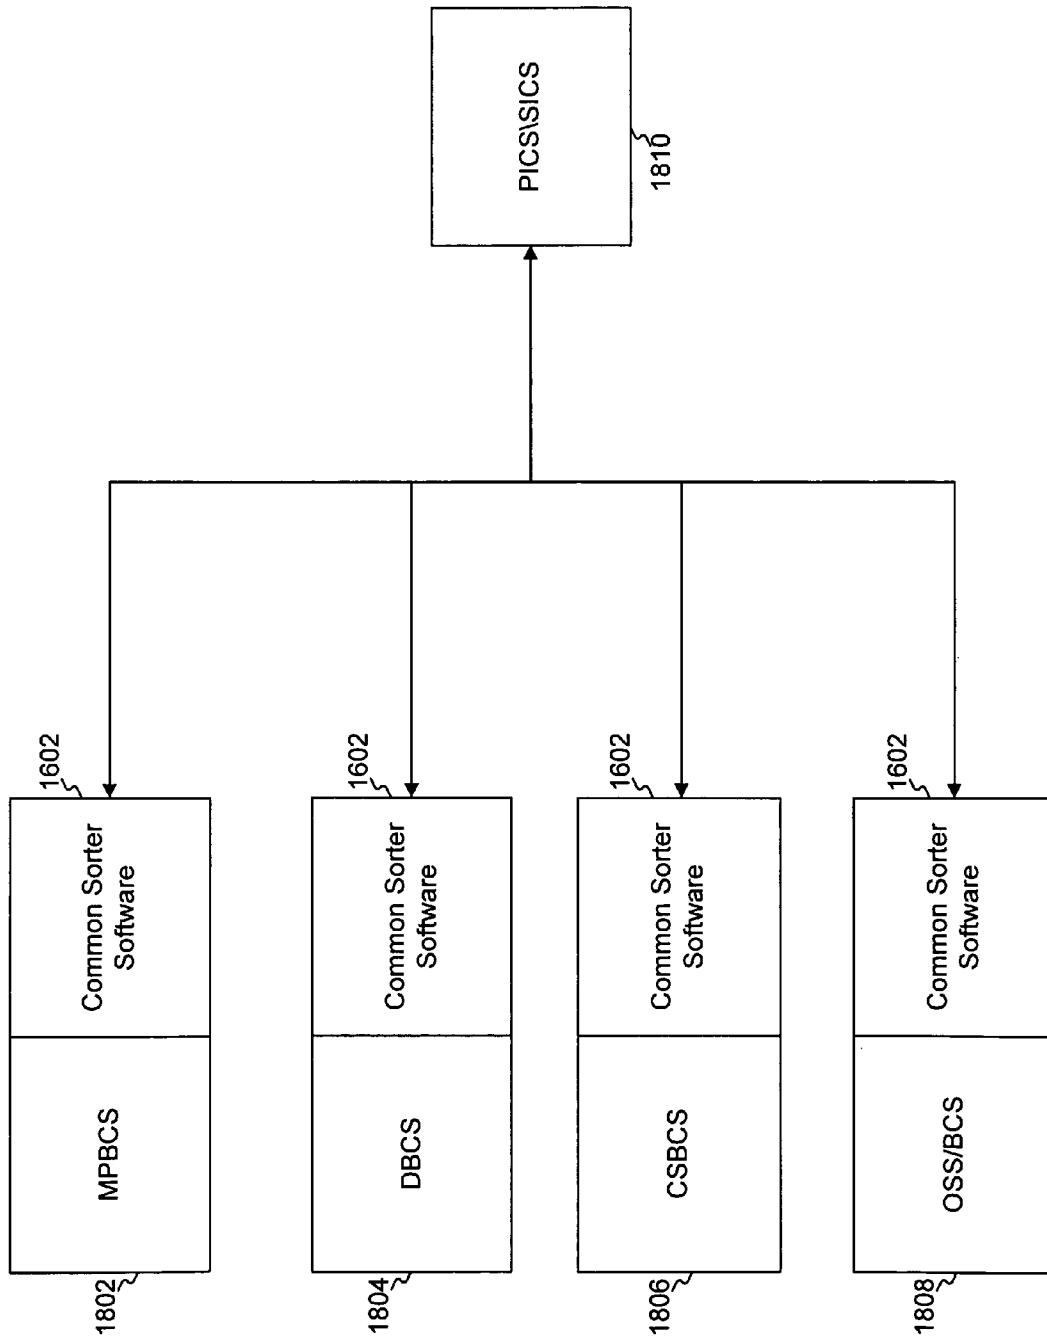 1802
MPBCS
Common Sorter
Software
1602
1804
DBCS
Common Sorter
Software
1602
1806
CSBCS
Common Sorter
Software
1602
1808
OSS/BCS
Common Sorter
Software
1602
PICS\SICS
1810